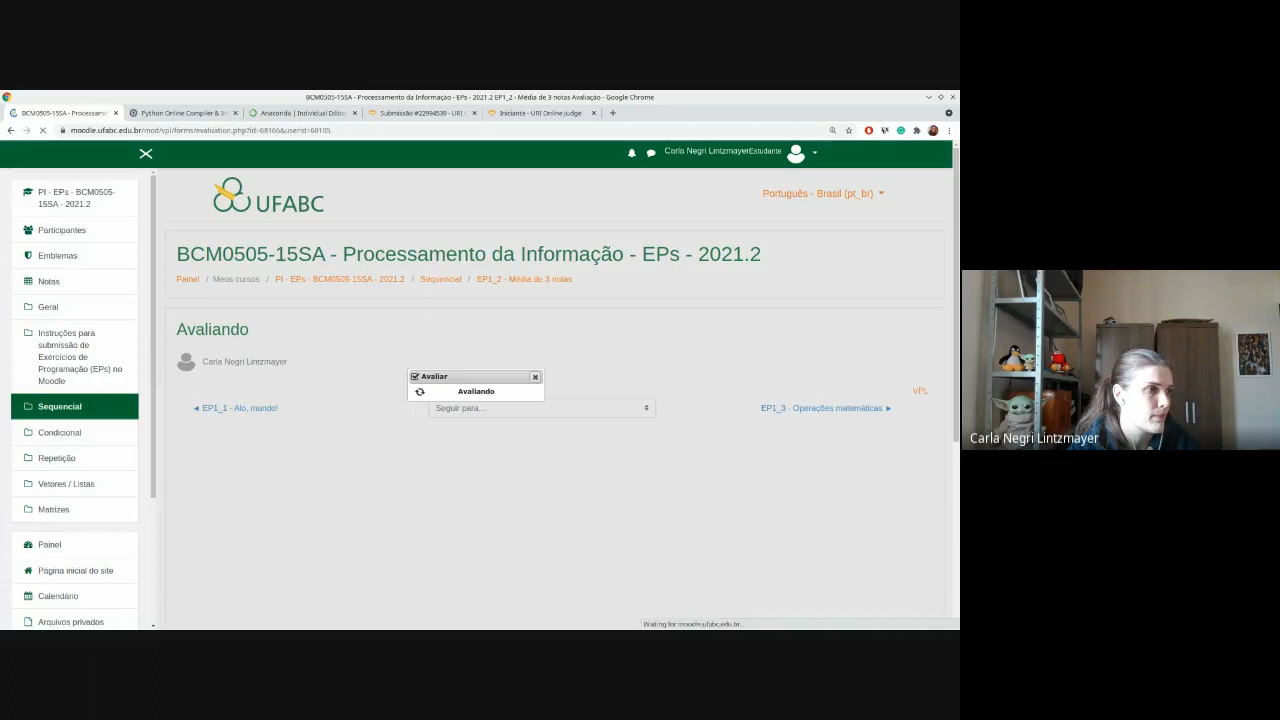 BCM0505-15SA - Processamento da Informação - EPs - 2021.2 EP1_2 - Média de 3 notas Avaliação - Google Chrome
BCM0505-15SA - Processame
Python Online Compiler & In
Anaconda | Individual Editio
Submissão #22994539 - URI
Iniciante - URI Online Judge
moodle.ufabc.edu.br/mod/vpl/forms/evaluation.php?id=68166&userid=60105
Carla Negri LintzmayerEstudante
PI - EPs - BCM0505-
15SA - 2021.2
Participantes
Emblemas
Notas
Geral
Instruções para
submissão de
Exercícios de
Programação (EPs) no
Moodle
Sequencial
Condicional
Repetição
Vetores / Listas
Matrizes
Painel
Página inicial do site
Calendário
Arquivos privados
UFABC
Português - Brasil (pt_br)
BCM0505-15SA - Processamento da Informação - EPs - 2021.2
Painel / Meus cursos / PI - EPs - BCM0505-15SA - 2021.2 / Sequencial / EP1_2 - Média de 3 notas
Avaliando
Carla Negri Lintzmayer
Avaliar
Avaliando
VPL
◄ EP1_1 - Alo, mundo!
Seguir para...
EP1_3 - Operações matemáticas ►
Waiting for moodle.ufabc.edu.br...
Carla Negri Lintzmayer